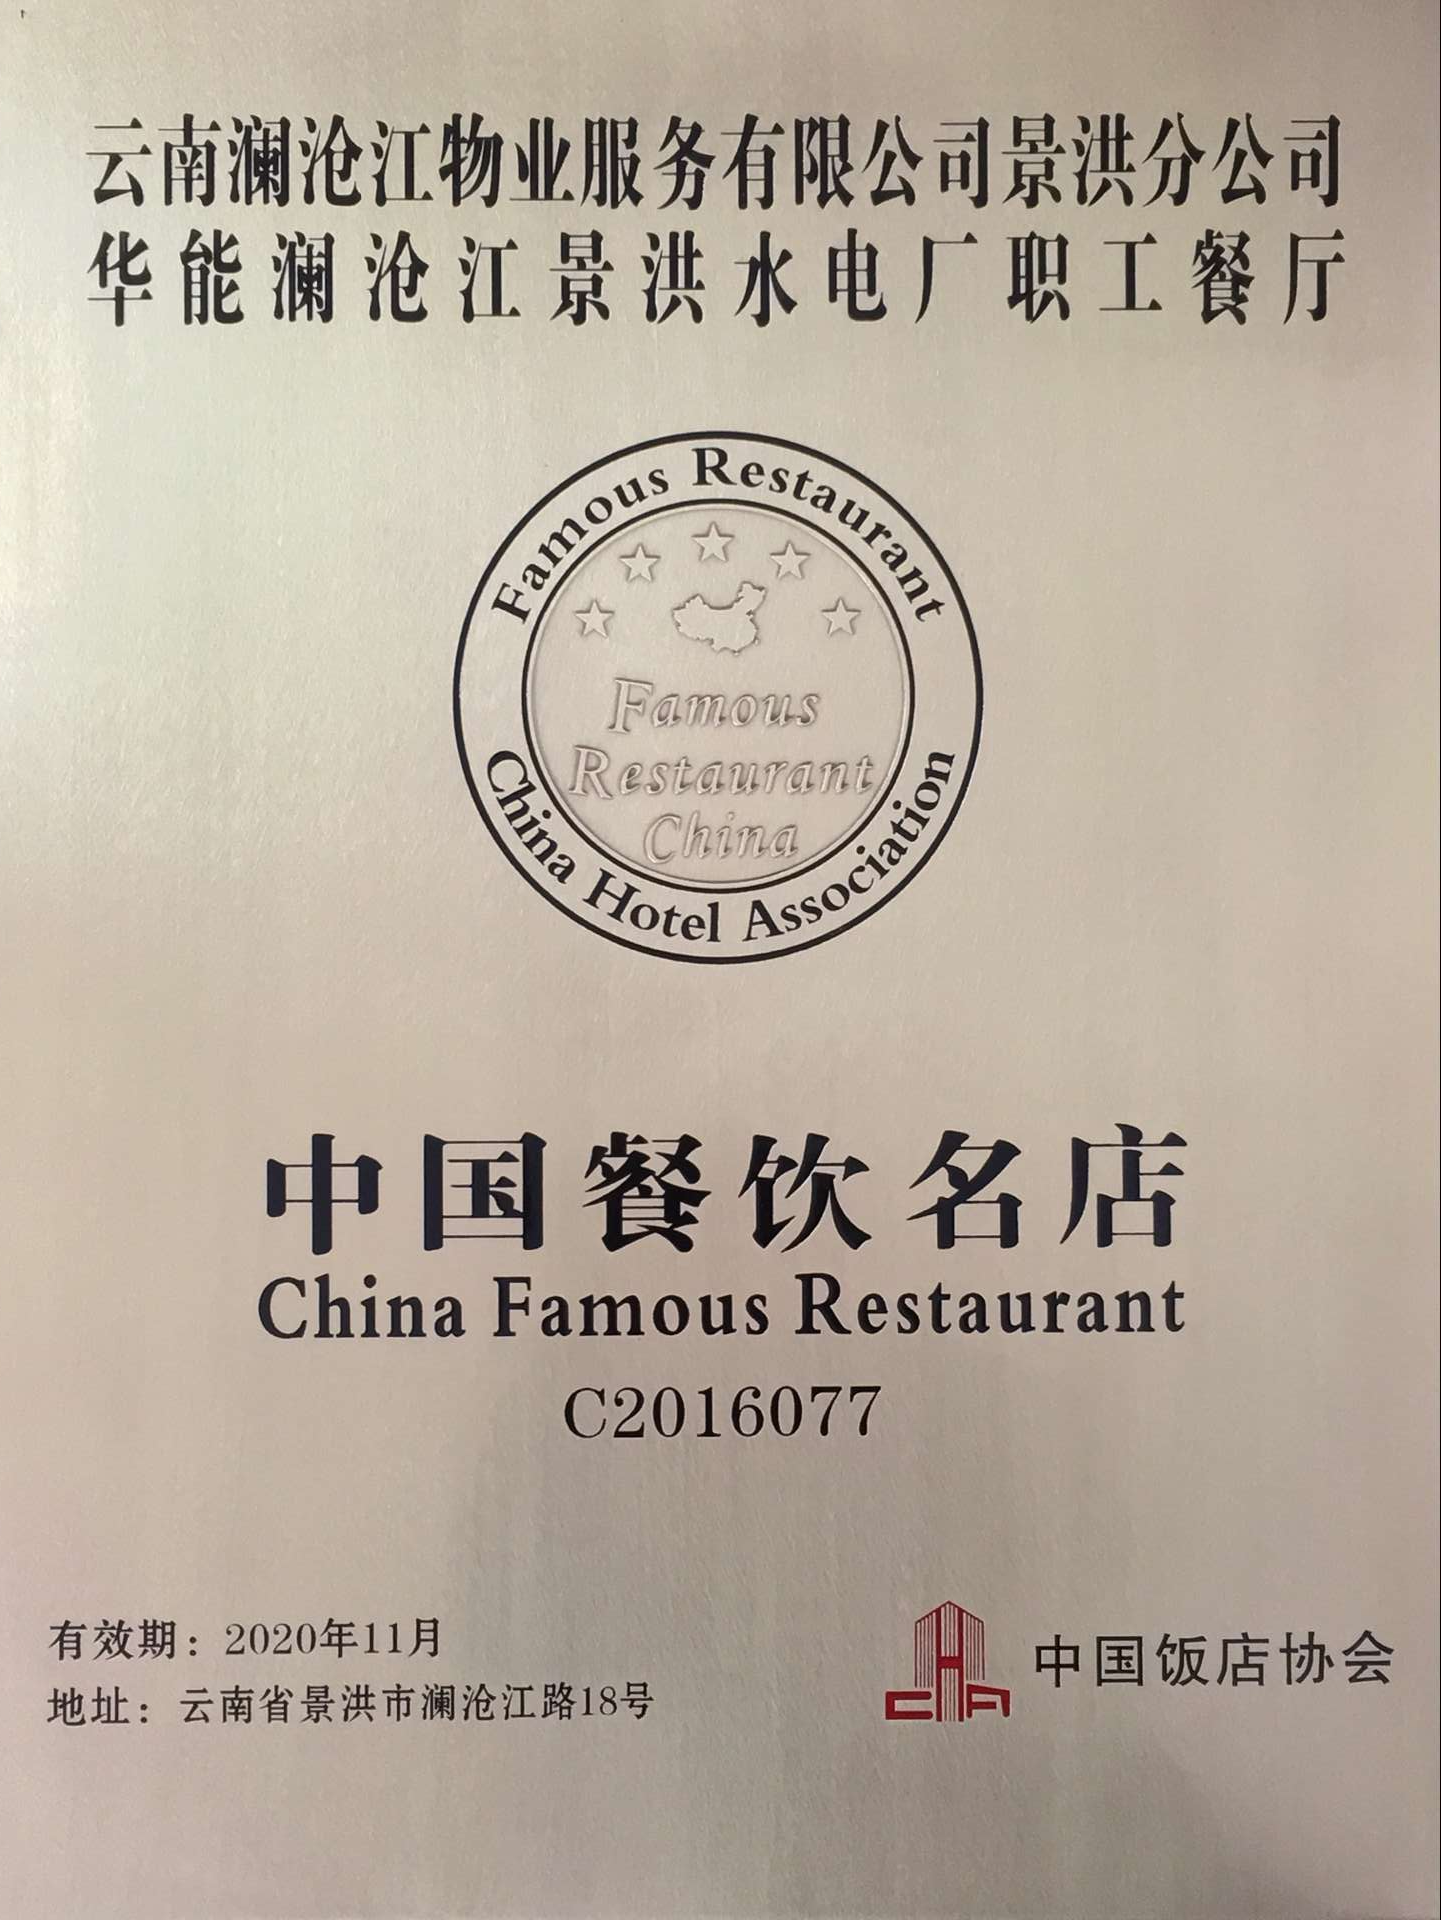 云南澜沧江物业服务有限公司景洪分公司
华能澜沧江景洪水电厂职工餐厅
Famous Restaurant
Famous
Restaurant
China
China Hotel Association
中国餐饮名店
China Famous Restaurant
C2016077
有效期：2020年11月
地址：云南省景洪市澜沧江路18号
CHA
中国饭店协会